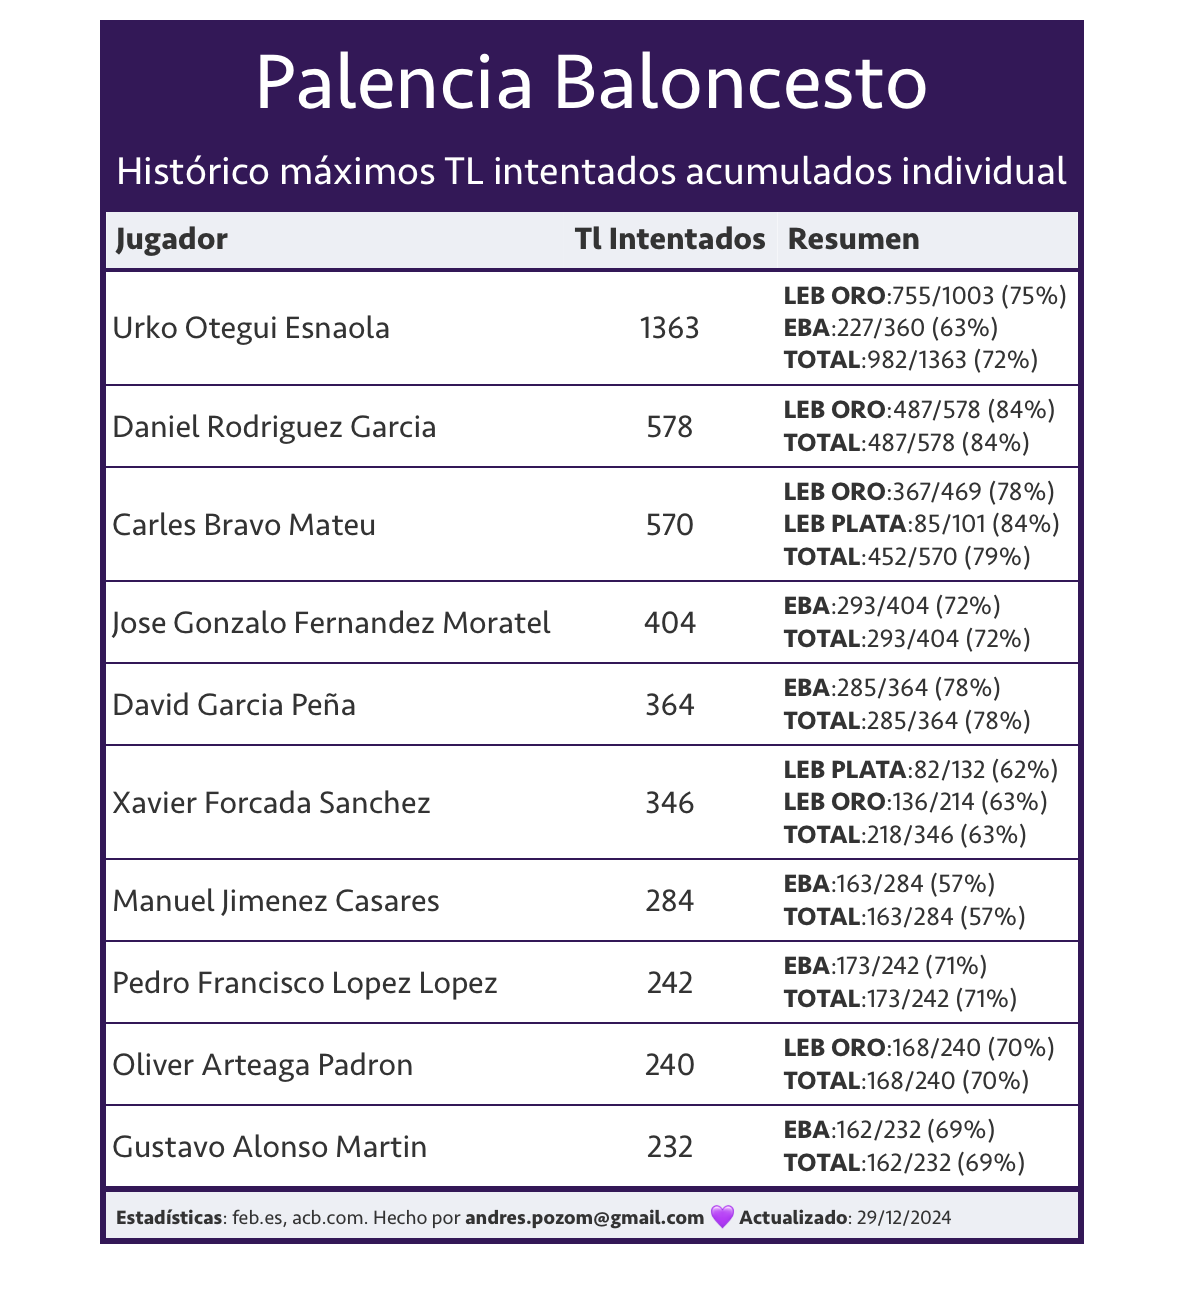 Palencia Baloncesto
Histórico máximos TL intentados acumulados individual
Jugador Tl Intentados Resumen
Urko Otegui Esnaola 1363
LEB ORO:755/1003 (75%)
EBA:227/360 (63%)
TOTAL:982/1363 (72%)
Daniel Rodriguez Garcia 578
LEB ORO:487/578 (84%)
TOTAL:487/578 (84%)
Carles Bravo Mateu 570
LEB ORO:367/469 (78%)
LEB PLATA:85/101 (84%)
TOTAL:452/570 (79%)
Jose Gonzalo Fernandez Moratel 404
EBA:293/404 (72%)
TOTAL:293/404 (72%)
David Garcia Peña 364
EBA:285/364 (78%)
TOTAL:285/364 (78%)
Xavier Forcada Sanchez 346
LEB PLATA:82/132 (62%)
LEB ORO:136/214 (63%)
TOTAL:218/346 (63%)
Manuel Jimenez Casares 284
EBA:163/284 (57%)
TOTAL:163/284 (57%)
Pedro Francisco Lopez Lopez 242
EBA:173/242 (71%)
TOTAL:173/242 (71%)
Oliver Arteaga Padron 240
LEB ORO:168/240 (70%)
TOTAL:168/240 (70%)
Gustavo Alonso Martin 232
EBA:162/232 (69%)
TOTAL:162/232 (69%)
Estadísticas: feb.es, acb.com. Hecho por andres.pozom@gmail.com 💜 Actualizado: 29/12/2024